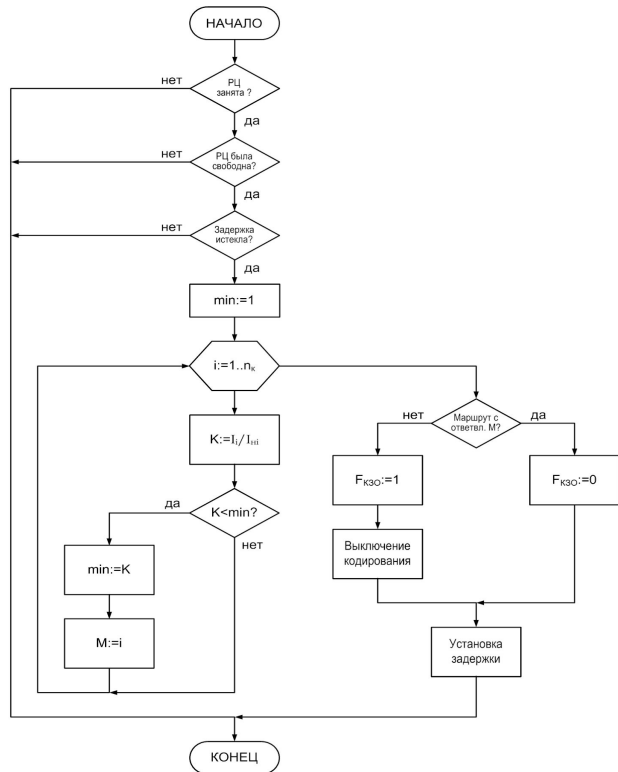 НАЧАЛО
нет
РЦ
занята ?
да
нет
РЦ была
свободна?
да
нет
Задержка
истекла?
да
min:=1
i:=1..nк
нет
Маршрут с
ответвл. М?
да
K:=Ii/Iптi
Fкзо:=1
Fкзо:=0
да
K<min?
нет
Выключение
кодирования
min:=K
M:=i
Установка
задержки
КОНЕЦ